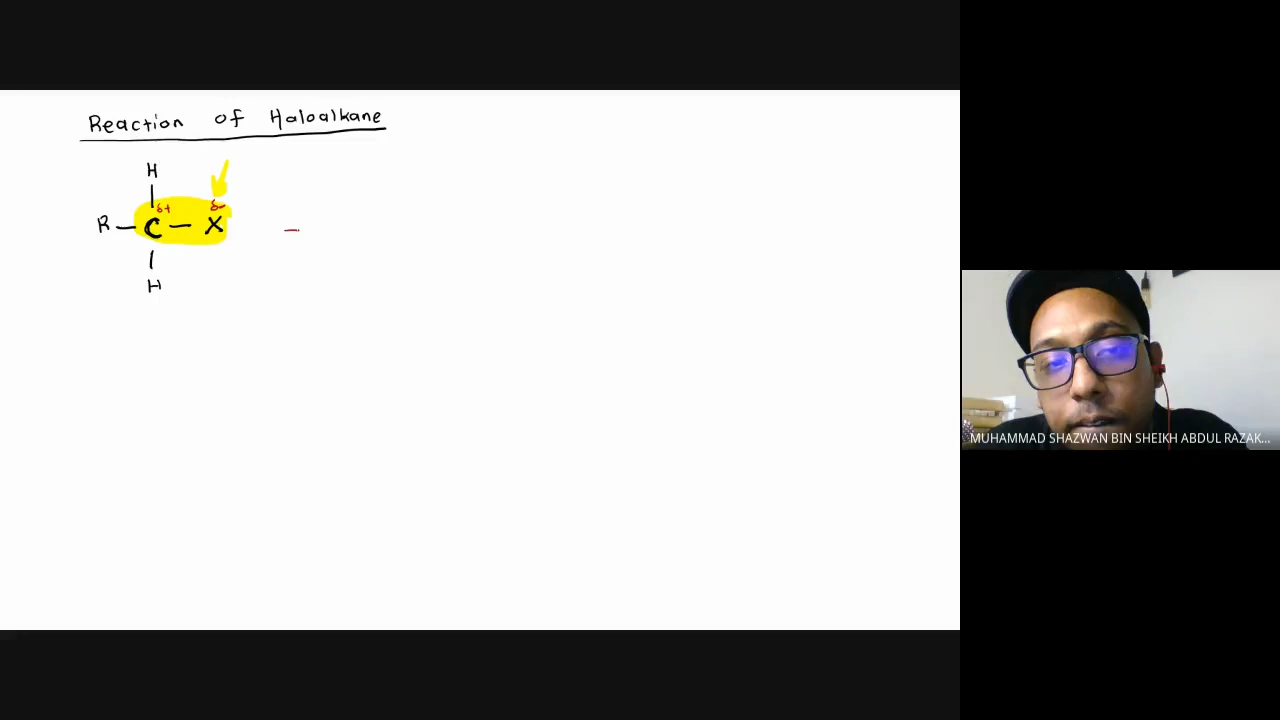 Reaction of Haloalkane
H
δ+ δ-
R - C - X
H
MUHAMMAD SHAZWAN BIN SHEIKH ABDUL RAZAK...